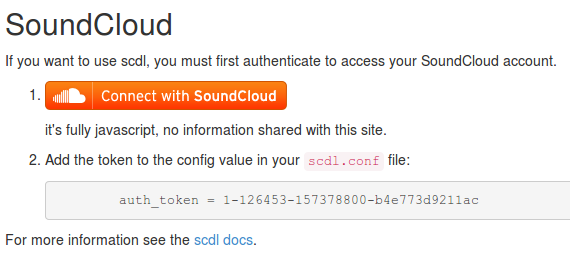 SoundCloud
If you want to use scdl, you must first authenticate to access your SoundCloud account.
1. Connect with SoundCloud
it's fully javascript, no information shared with this site.
2. Add the token to the config value in your scdl.conf file:
auth_token = 1-126453-157378800-b4e773d9211ac
For more information see the scdl docs.